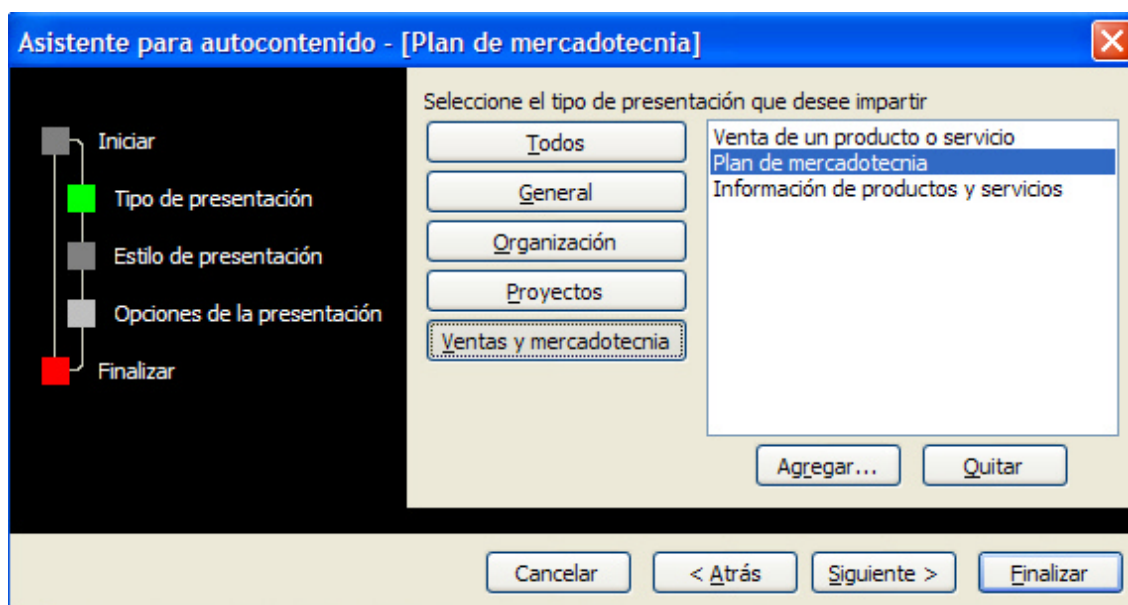 Asistente para autocontenido - [Plan de mercadotecnia]
Iniciar
Tipo de presentación
Estilo de presentación
Opciones de la presentación
Finalizar
Seleccione el tipo de presentación que desee impartir
Todos
General
Organización
Proyectos
Ventas y mercadotecnia
Venta de un producto o servicio
Plan de mercadotecnia
Información de productos y servicios
Agregar...
Quitar
Cancelar
< Atrás
Siguiente >
Finalizar